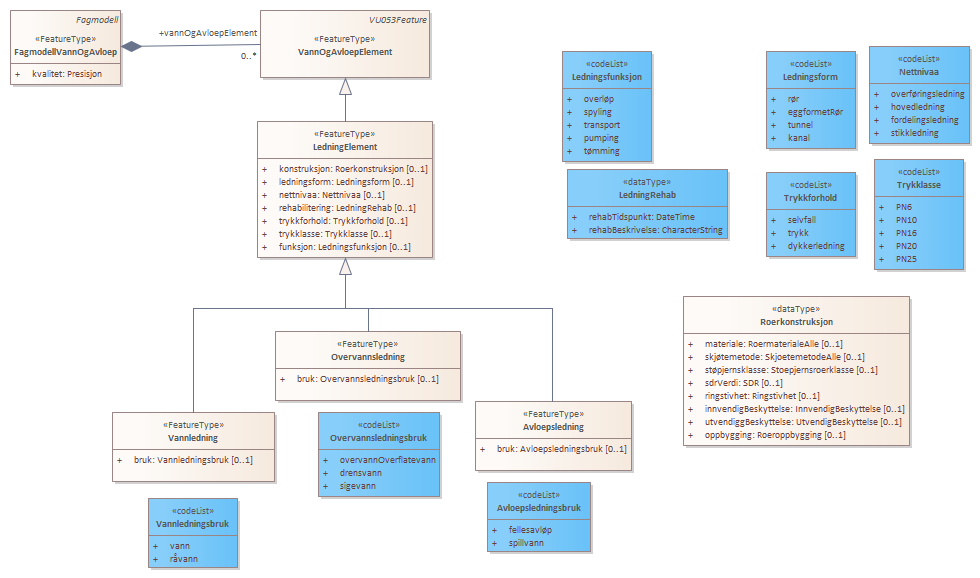 Fagmodell
«FeatureType»
FagmodellVannOgAvloep
+ kvalitet: Presisjon
+vannOgAvloepElement
0..*
VU053Feature
«FeatureType»
VannOgAvloepElement
«FeatureType»
LedningElement
+ konstruksjon: Roerkonstruksjon [0..1]
+ ledningsform: Ledningsform [0..1]
+ nettnivaa: Nettnivaa [0..1]
+ rehabilitering: LedningRehab [0..1]
+ trykkforhold: Trykkforhold [0..1]
+ trykklasse: Trykklasse [0..1]
+ funksjon: Ledningsfunksjon [0..1]
«codeList»
Ledningsfunksjon
+ overløp
+ spyling
+ transport
+ pumping
+ tømming
«codeList»
Ledningsform
+ rør
+ eggformetRør
+ tunnel
+ kanal
«codeList»
Nettnivaa
+ overføringsledning
+ hovedledning
+ fordelingsledning
+ stikkledning
«dataType»
LedningRehab
+ rehabTidspunkt: DateTime
+ rehabBeskrivelse: CharacterString
«codeList»
Trykkforhold
+ selvfall
+ trykk
+ dykkerledning
«codeList»
Trykklasse
+ PN6
+ PN10
+ PN16
+ PN20
+ PN25
«dataType»
Roerkonstruksjon
+ materiale: RoermaterialeAlle [0..1]
+ skjøtemetode: SkjoetemetodeAlle [0..1]
+ støpjernsklasse: Stoepjernsroerklasse [0..1]
+ sdrVerdi: SDR [0..1]
+ ringstivhet: Ringstivhet [0..1]
+ innvendigBeskyttelse: InnvendigBeskyttelse [0..1]
+ utvendiggBeskyttelse: UtvendigBeskyttelse [0..1]
+ oppbygging: Roeroppbygging [0..1]
«FeatureType»
Overvannsledning
+ bruk: Overvannsledningsbruk [0..1]
«FeatureType»
Vannledning
+ bruk: Vannledningsbruk [0..1]
«codeList»
Overvannsledningsbruk
+ overvannOverflatevann
+ drensvann
+ sigevann
«FeatureType»
Avloepsledning
+ bruk: Avloepsledningsbruk [0..1]
«codeList»
Vannledningsbruk
+ vann
+ råvann
«codeList»
Avloepsledningsbruk
+ fellesavløp
+ spillvann